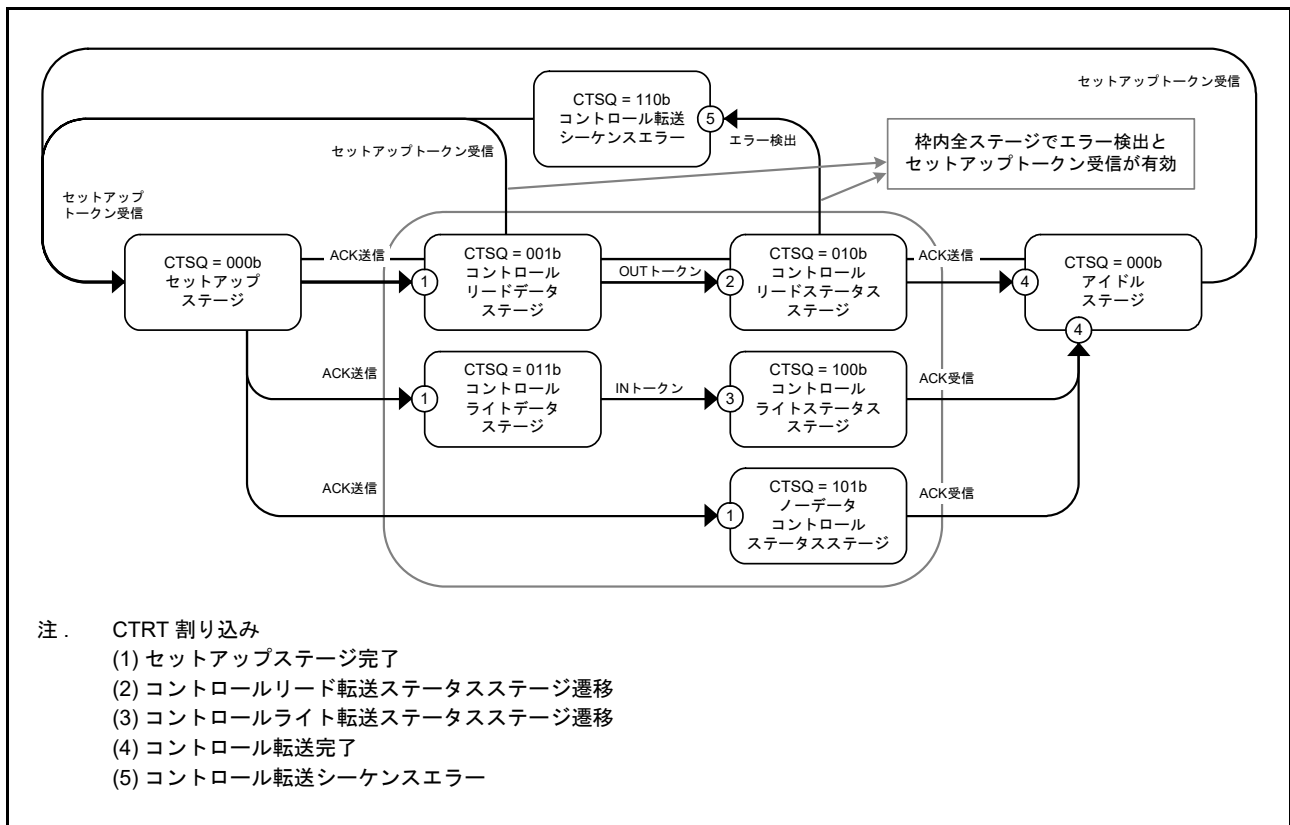 セットアップトークン受信
CTSQ = 110b
コントロール転送
シーケンスエラー
5
エラー検出
セットアップトークン受信
枠内全ステージでエラー検出と
セットアップトークン受信が有効
セットアップ
トークン受信
CTSQ = 000b
セットアップ
ステージ
ACK送信
1
CTSQ = 001b
コントロール
リードデータ
ステージ
OUTトークン
2
CTSQ = 010b
コントロール
リードステータス
ステージ
ACK送信
4
CTSQ = 000b
アイドル
ステージ
4
ACK送信
1
CTSQ = 011b
コントロール
ライトデータ
ステージ
INトークン
3
CTSQ = 100b
コントロール
ライトステータス
ステージ
ACK受信
ACK送信
1
CTSQ = 101b
ノーデータ
コントロール
ステータスステージ
ACK受信
注 . CTRT 割り込み
(1) セットアップステージ完了
(2) コントロールリード転送ステータスステージ遷移
(3) コントロールライト転送ステータスステージ遷移
(4) コントロール転送完了
(5) コントロール転送シーケンスエラー